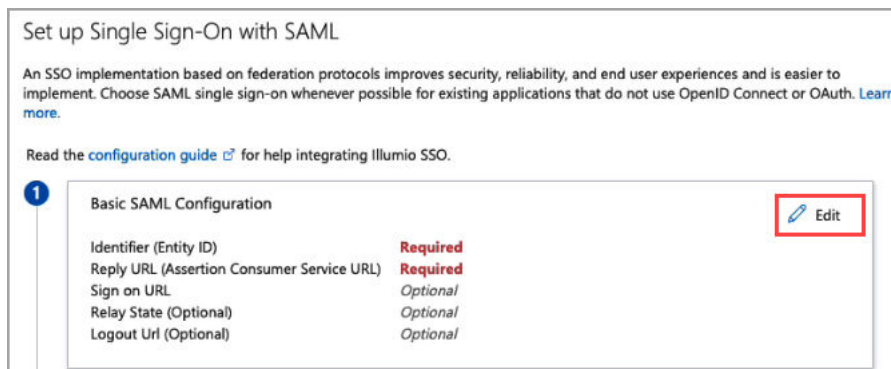 Set up Single Sign-On with SAML
An SSO implementation based on federation protocols improves security, reliability, and end user experiences and is easier to
implement. Choose SAML single sign-on whenever possible for existing applications that do not use OpenID Connect or OAuth. Learn
more.
Read the configuration guide for help integrating Illumio SSO.
1
Basic SAML Configuration
Edit
Identifier (Entity ID) Required
Reply URL (Assertion Consumer Service URL) Required
Sign on URL Optional
Relay State (Optional) Optional
Logout Url (Optional) Optional